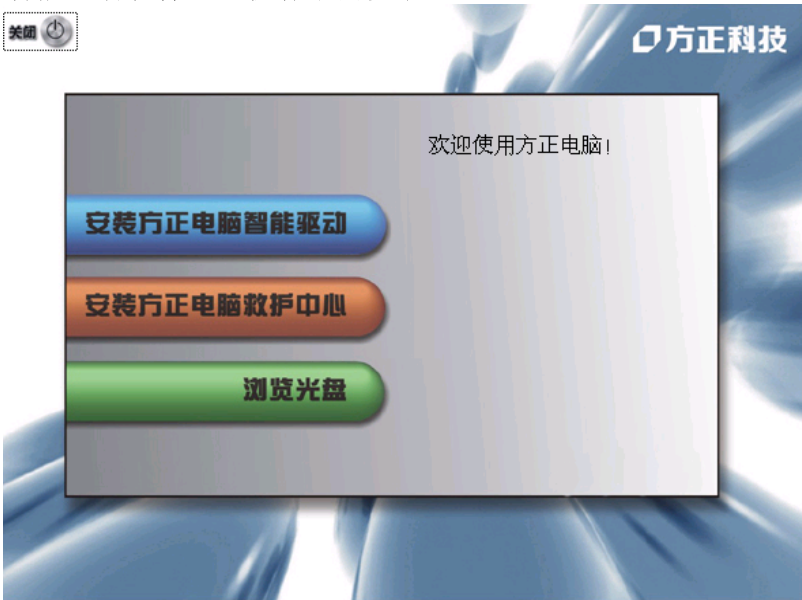 关闭
方正科技
欢迎使用方正电脑!
安装方正电脑智能驱动
安装方正电脑救护中心
浏览光盘